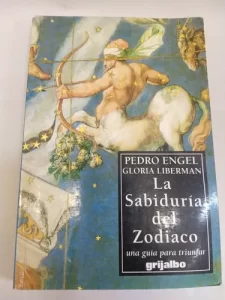 PEDRO ENGEL
GLORIA LIBERMAN
La
Sabiduría
del
Zodiaco
una guía para triunfar
grijalbo